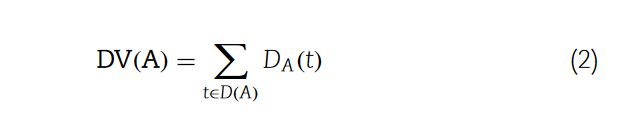 DV(A) = ∑ D_A(t) (2)
t∈D(A)